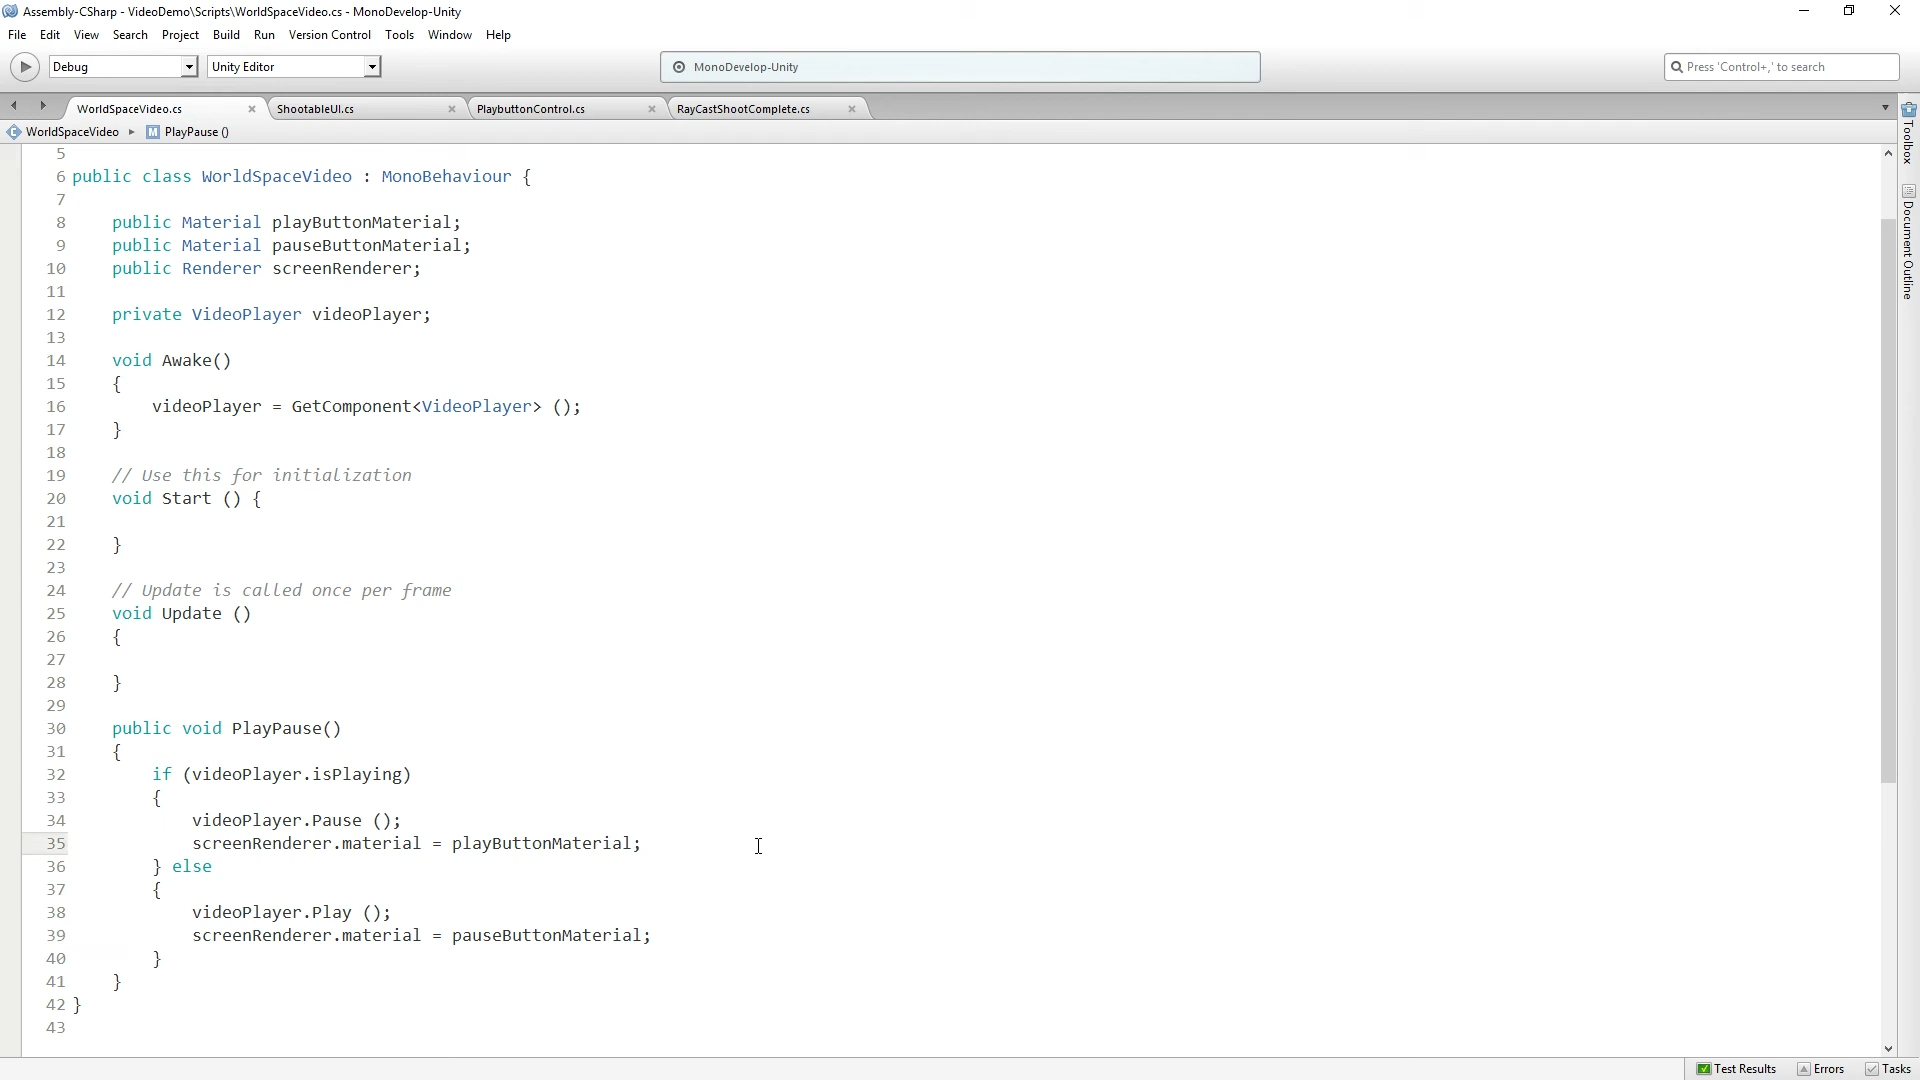 Assembly-CSharp - VideoDemo\Scripts\WorldSpaceVideo.cs - MonoDevelop-Unity
File Edit View Search Project Build Run Version Control Tools Window Help
Debug Unity Editor MonoDevelop-Unity Press 'Control+,' to search
WorldSpaceVideo.cs ShootableUI.cs PlaybuttonControl.cs RayCastShootComplete.cs
WorldSpaceVideo PlayPause ()
5
6 public class WorldSpaceVideo : MonoBehaviour {
7
8 public Material playButtonMaterial;
9 public Material pauseButtonMaterial;
10 public Renderer screenRenderer;
11
12 private VideoPlayer videoPlayer;
13
14 void Awake()
15 {
16 videoPlayer = GetComponent<VideoPlayer> ();
17 }
18
19 // Use this for initialization
20 void Start () {
21
22 }
23
24 // Update is called once per frame
25 void Update ()
26 {
27
28 }
29
30 public void PlayPause()
31 {
32 if (videoPlayer.isPlaying)
33 {
34 videoPlayer.Pause ();
35 screenRenderer.material = playButtonMaterial;
36 } else
37 {
38 videoPlayer.Play ();
39 screenRenderer.material = pauseButtonMaterial;
40 }
41 }
42 }
43
Toolbox
Document Outline
Test Results Errors Tasks